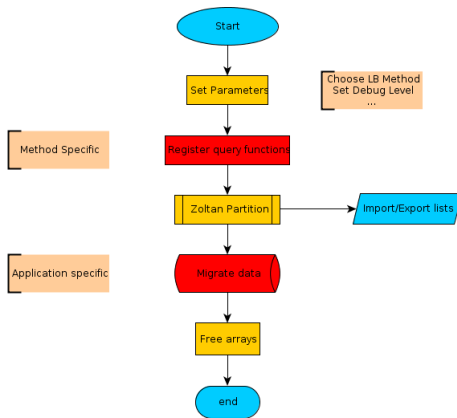 Start
Set Parameters
Choose LB Method
Set Debug Level
...
Method Specific
Register query functions
Zoltan Partition
Import/Export lists
Application specific
Migrate data
Free arrays
end